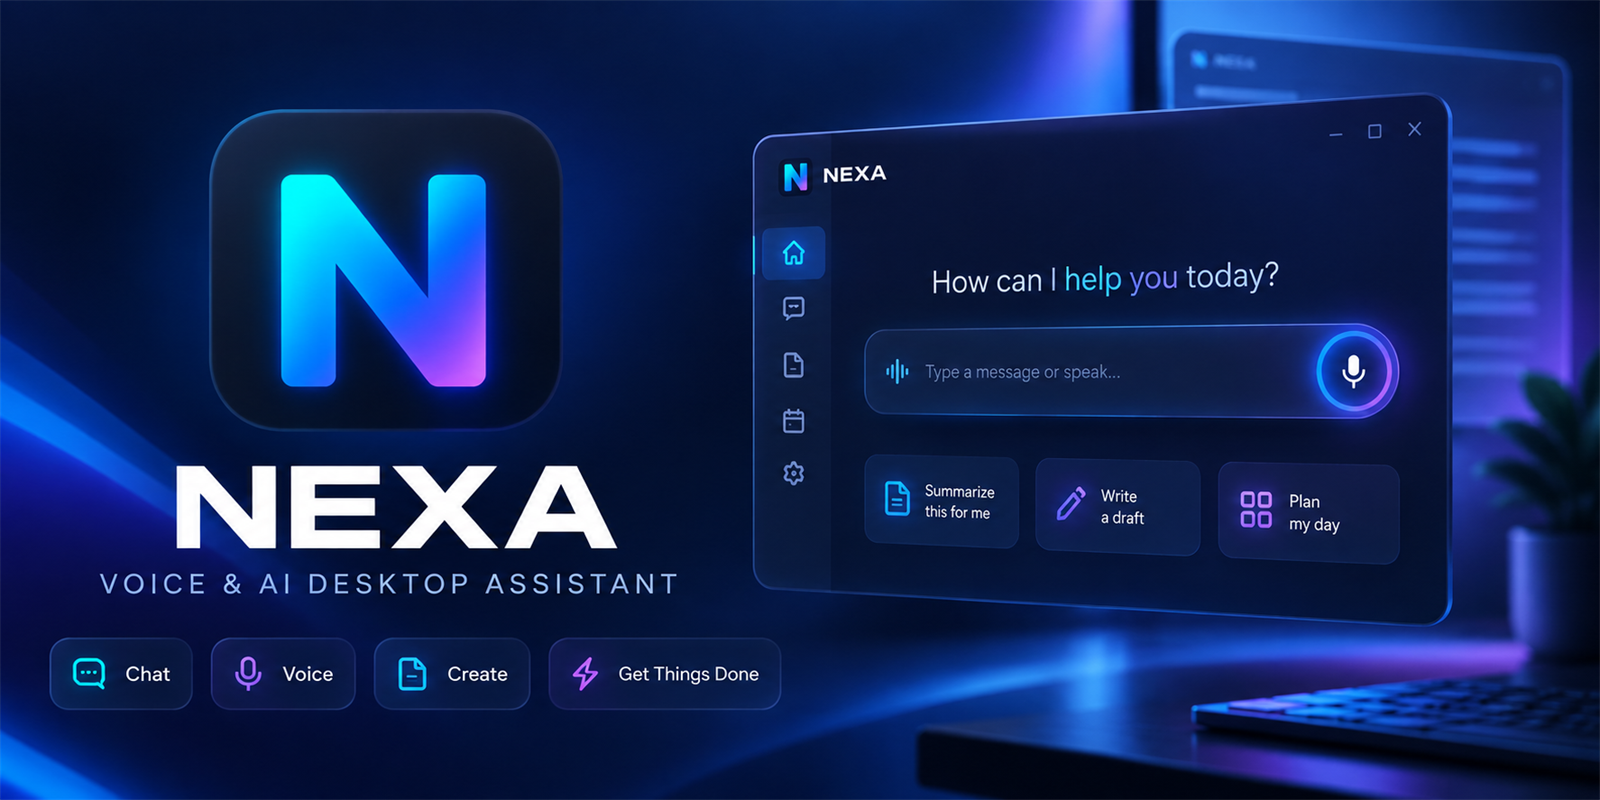 N
NEXA
VOICE & AI DESKTOP ASSISTANT
Chat
Voice
Create
Get Things Done
N NEXA
How can I help you today?
Type a message or speak...
Summarize
this for me
Write
a draft
Plan
my day
NEXA